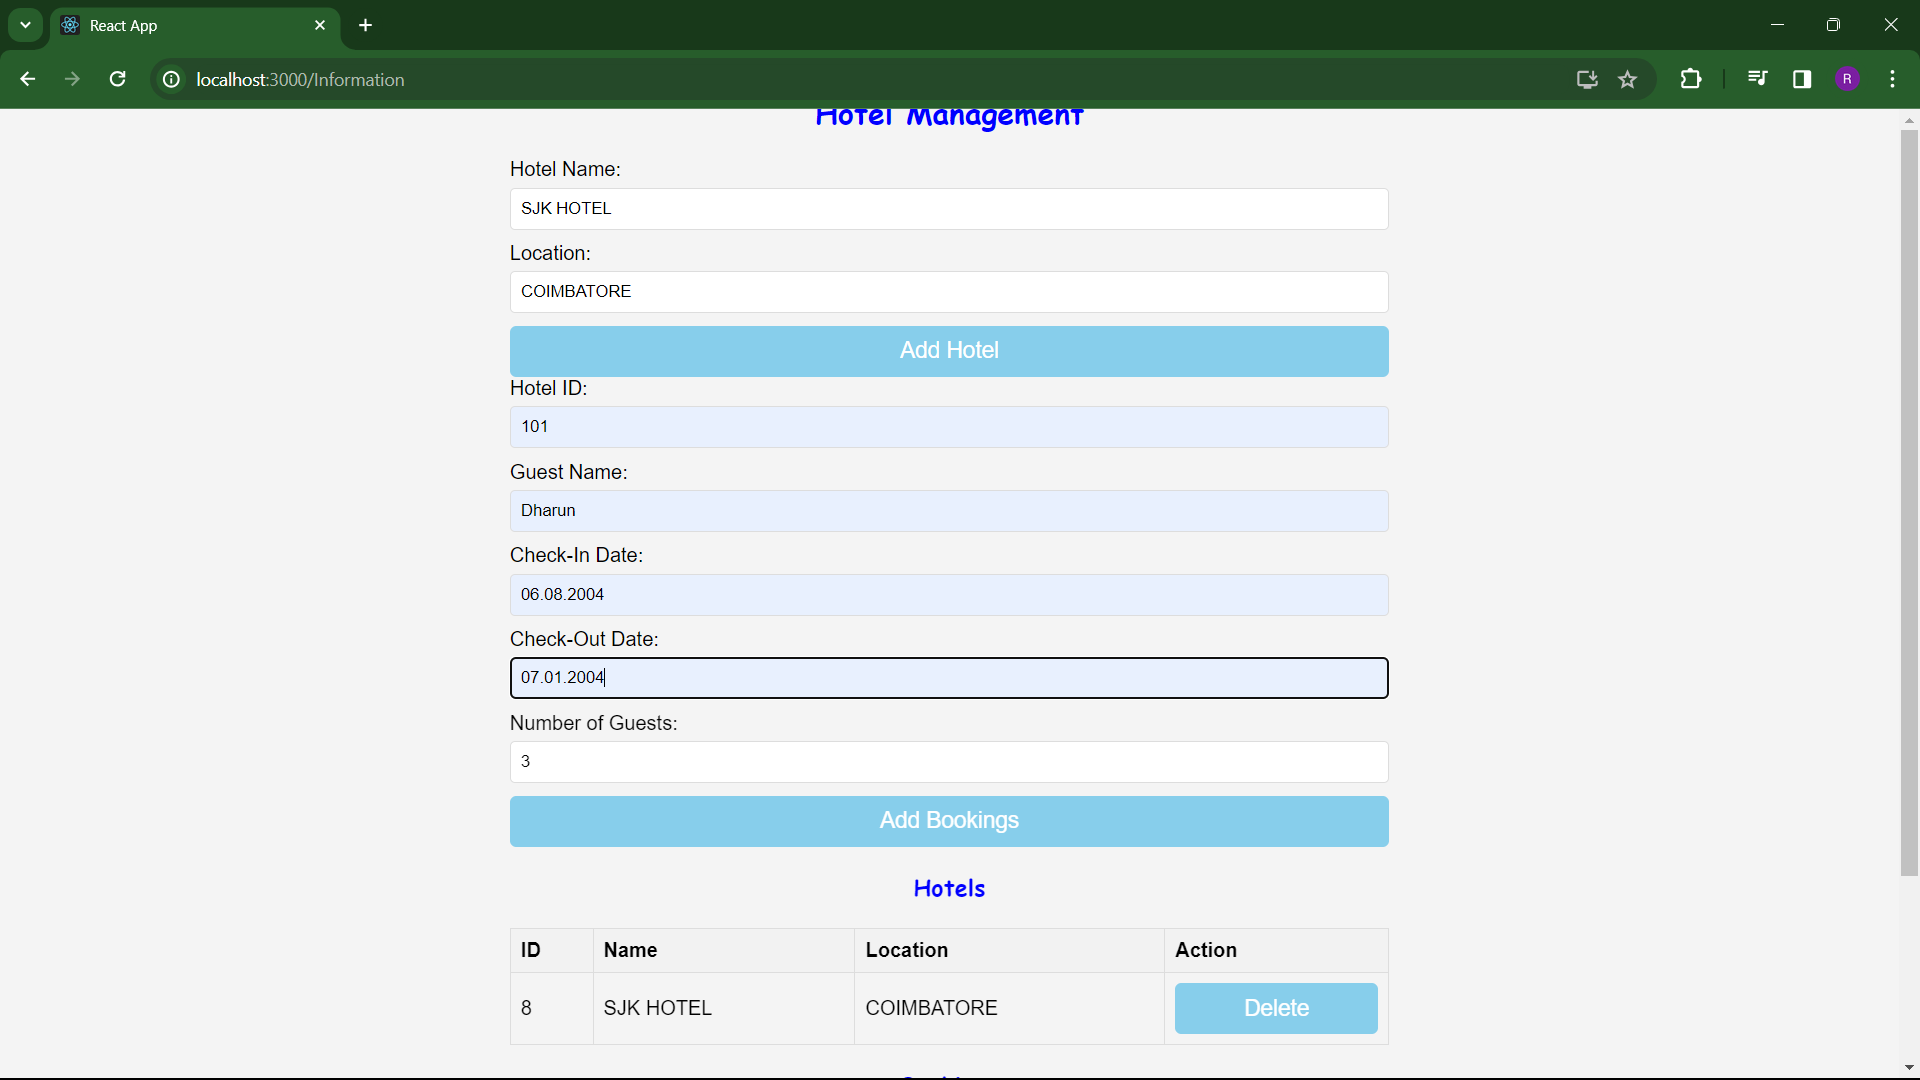 React App
localhost:3000/Information
R
Hotel Management
Hotel Name:
SJK HOTEL
Location:
COIMBATORE
Add Hotel
Hotel ID:
101
Guest Name:
Dharun
Check-In Date:
06.08.2004
Check-Out Date:
07.01.2004
Number of Guests:
3
Add Bookings
Hotels
ID Name Location Action
8 SJK HOTEL COIMBATORE Delete